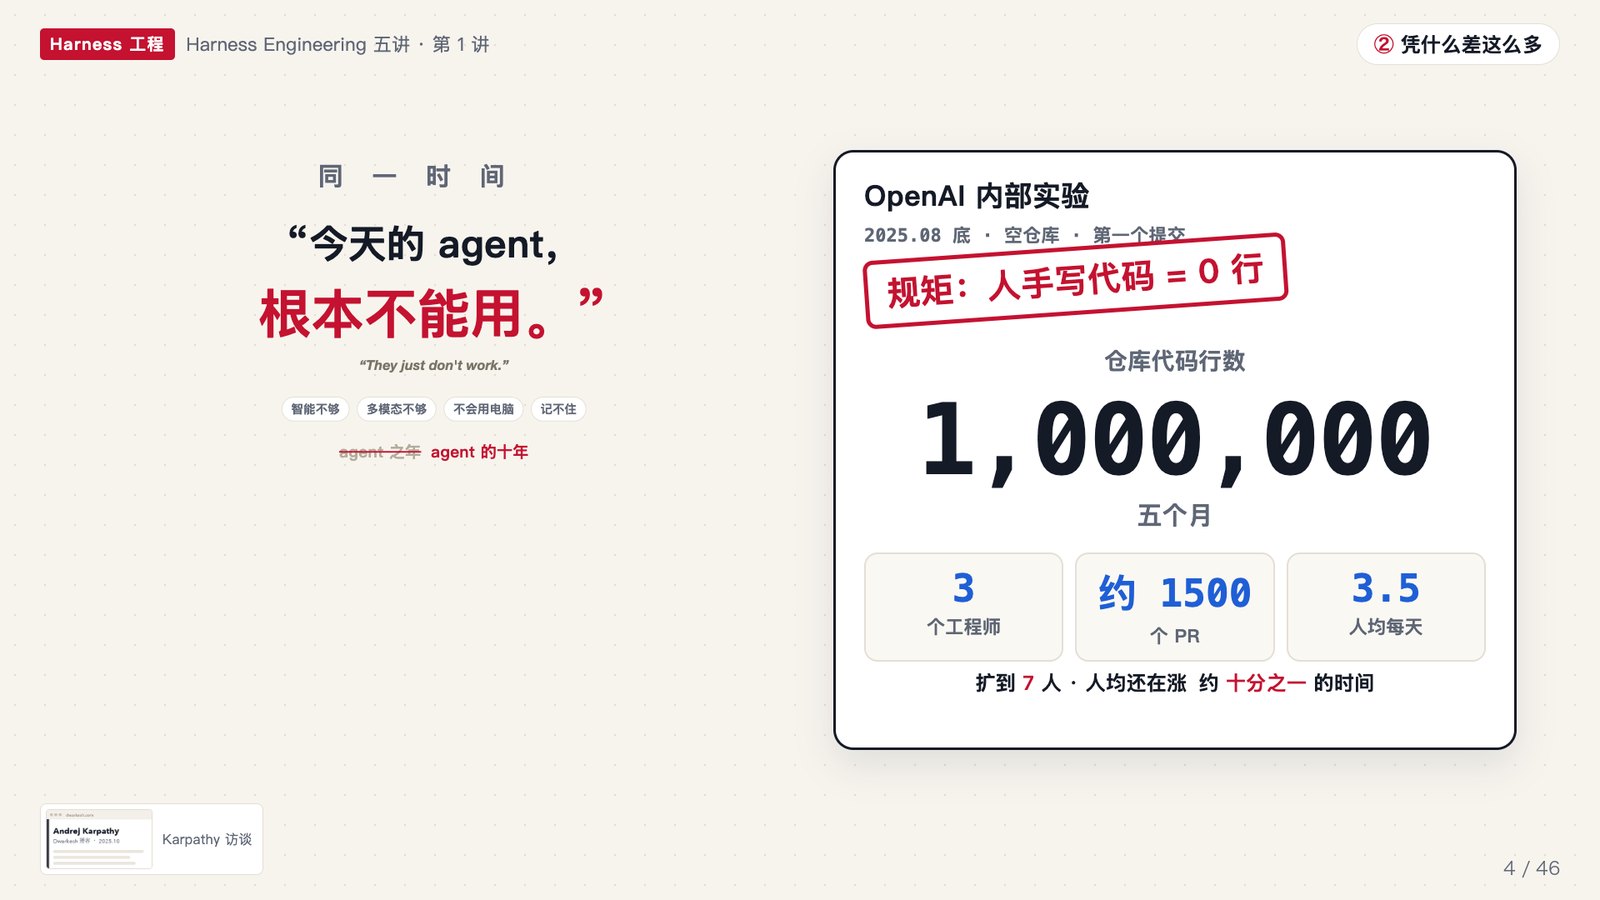 Harness 工程 Harness Engineering 五讲 · 第 1 讲
② 凭什么差这么多
同一时间
“今天的 agent，
根本不能用。”
“They just don't work.”
智能不够 多模态不够 不会用电脑 记不住
agent 之年 agent 的十年
OpenAI 内部实验
2025.08 底 · 空仓库 · 第一个提交
规矩：人手写代码 = 0 行
仓库代码行数
1,000,000
五个月
3
个工程师
约 1500
个 PR
3.5
人均每天
扩到 7 人 · 人均还在涨 约 十分之一 的时间
dwarkesh.com
Andrej Karpathy
Dwarkesh 播客 · 2025.10
Karpathy 访谈
4 / 46